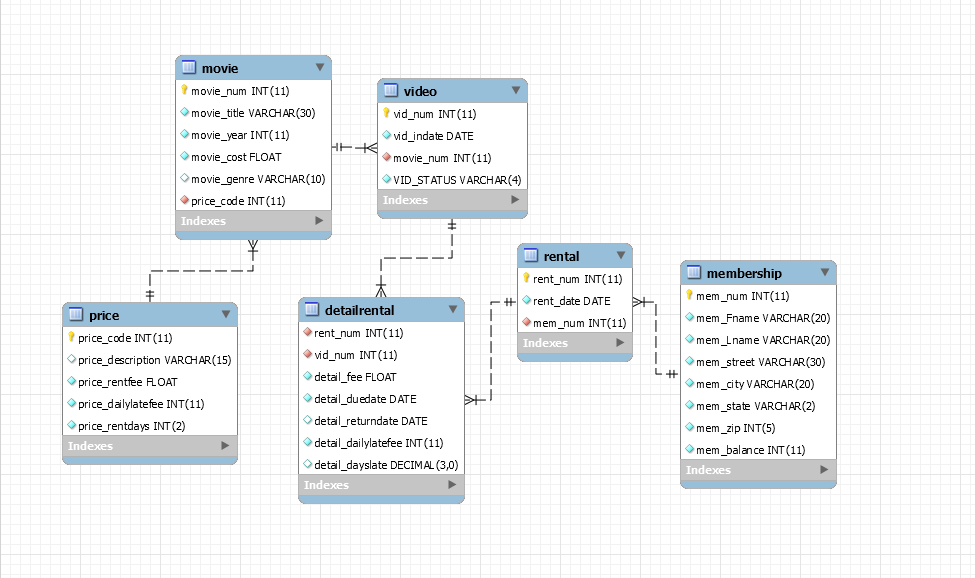 movie
movie_num INT(11)
movie_title VARCHAR(30)
movie_year INT(11)
movie_cost FLOAT
movie_genre VARCHAR(10)
price_code INT(11)
Indexes
video
vid_num INT(11)
vid_indate DATE
movie_num INT(11)
VID_STATUS VARCHAR(4)
Indexes
price
price_code INT(11)
price_description VARCHAR(15)
price_rentfee FLOAT
price_dailylatefee INT(11)
price_rentdays INT(2)
Indexes
detailrental
rent_num INT(11)
vid_num INT(11)
detail_fee FLOAT
detail_duedate DATE
detail_returndate DATE
detail_dailylatefee INT(11)
detail_dayslate DECIMAL(3,0)
Indexes
rental
rent_num INT(11)
rent_date DATE
mem_num INT(11)
Indexes
membership
mem_num INT(11)
mem_Fname VARCHAR(20)
mem_Lname VARCHAR(20)
mem_street VARCHAR(30)
mem_city VARCHAR(20)
mem_state VARCHAR(2)
mem_zip INT(5)
mem_balance INT(11)
Indexes